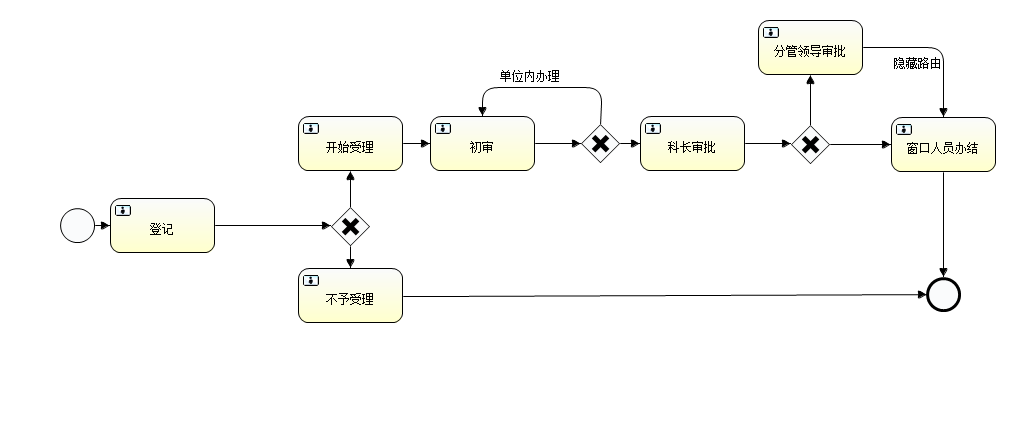 分管领导审批
隐藏路由
单位内办理
开始受理
初审
科长审批
窗口人员办结
登记
不予受理